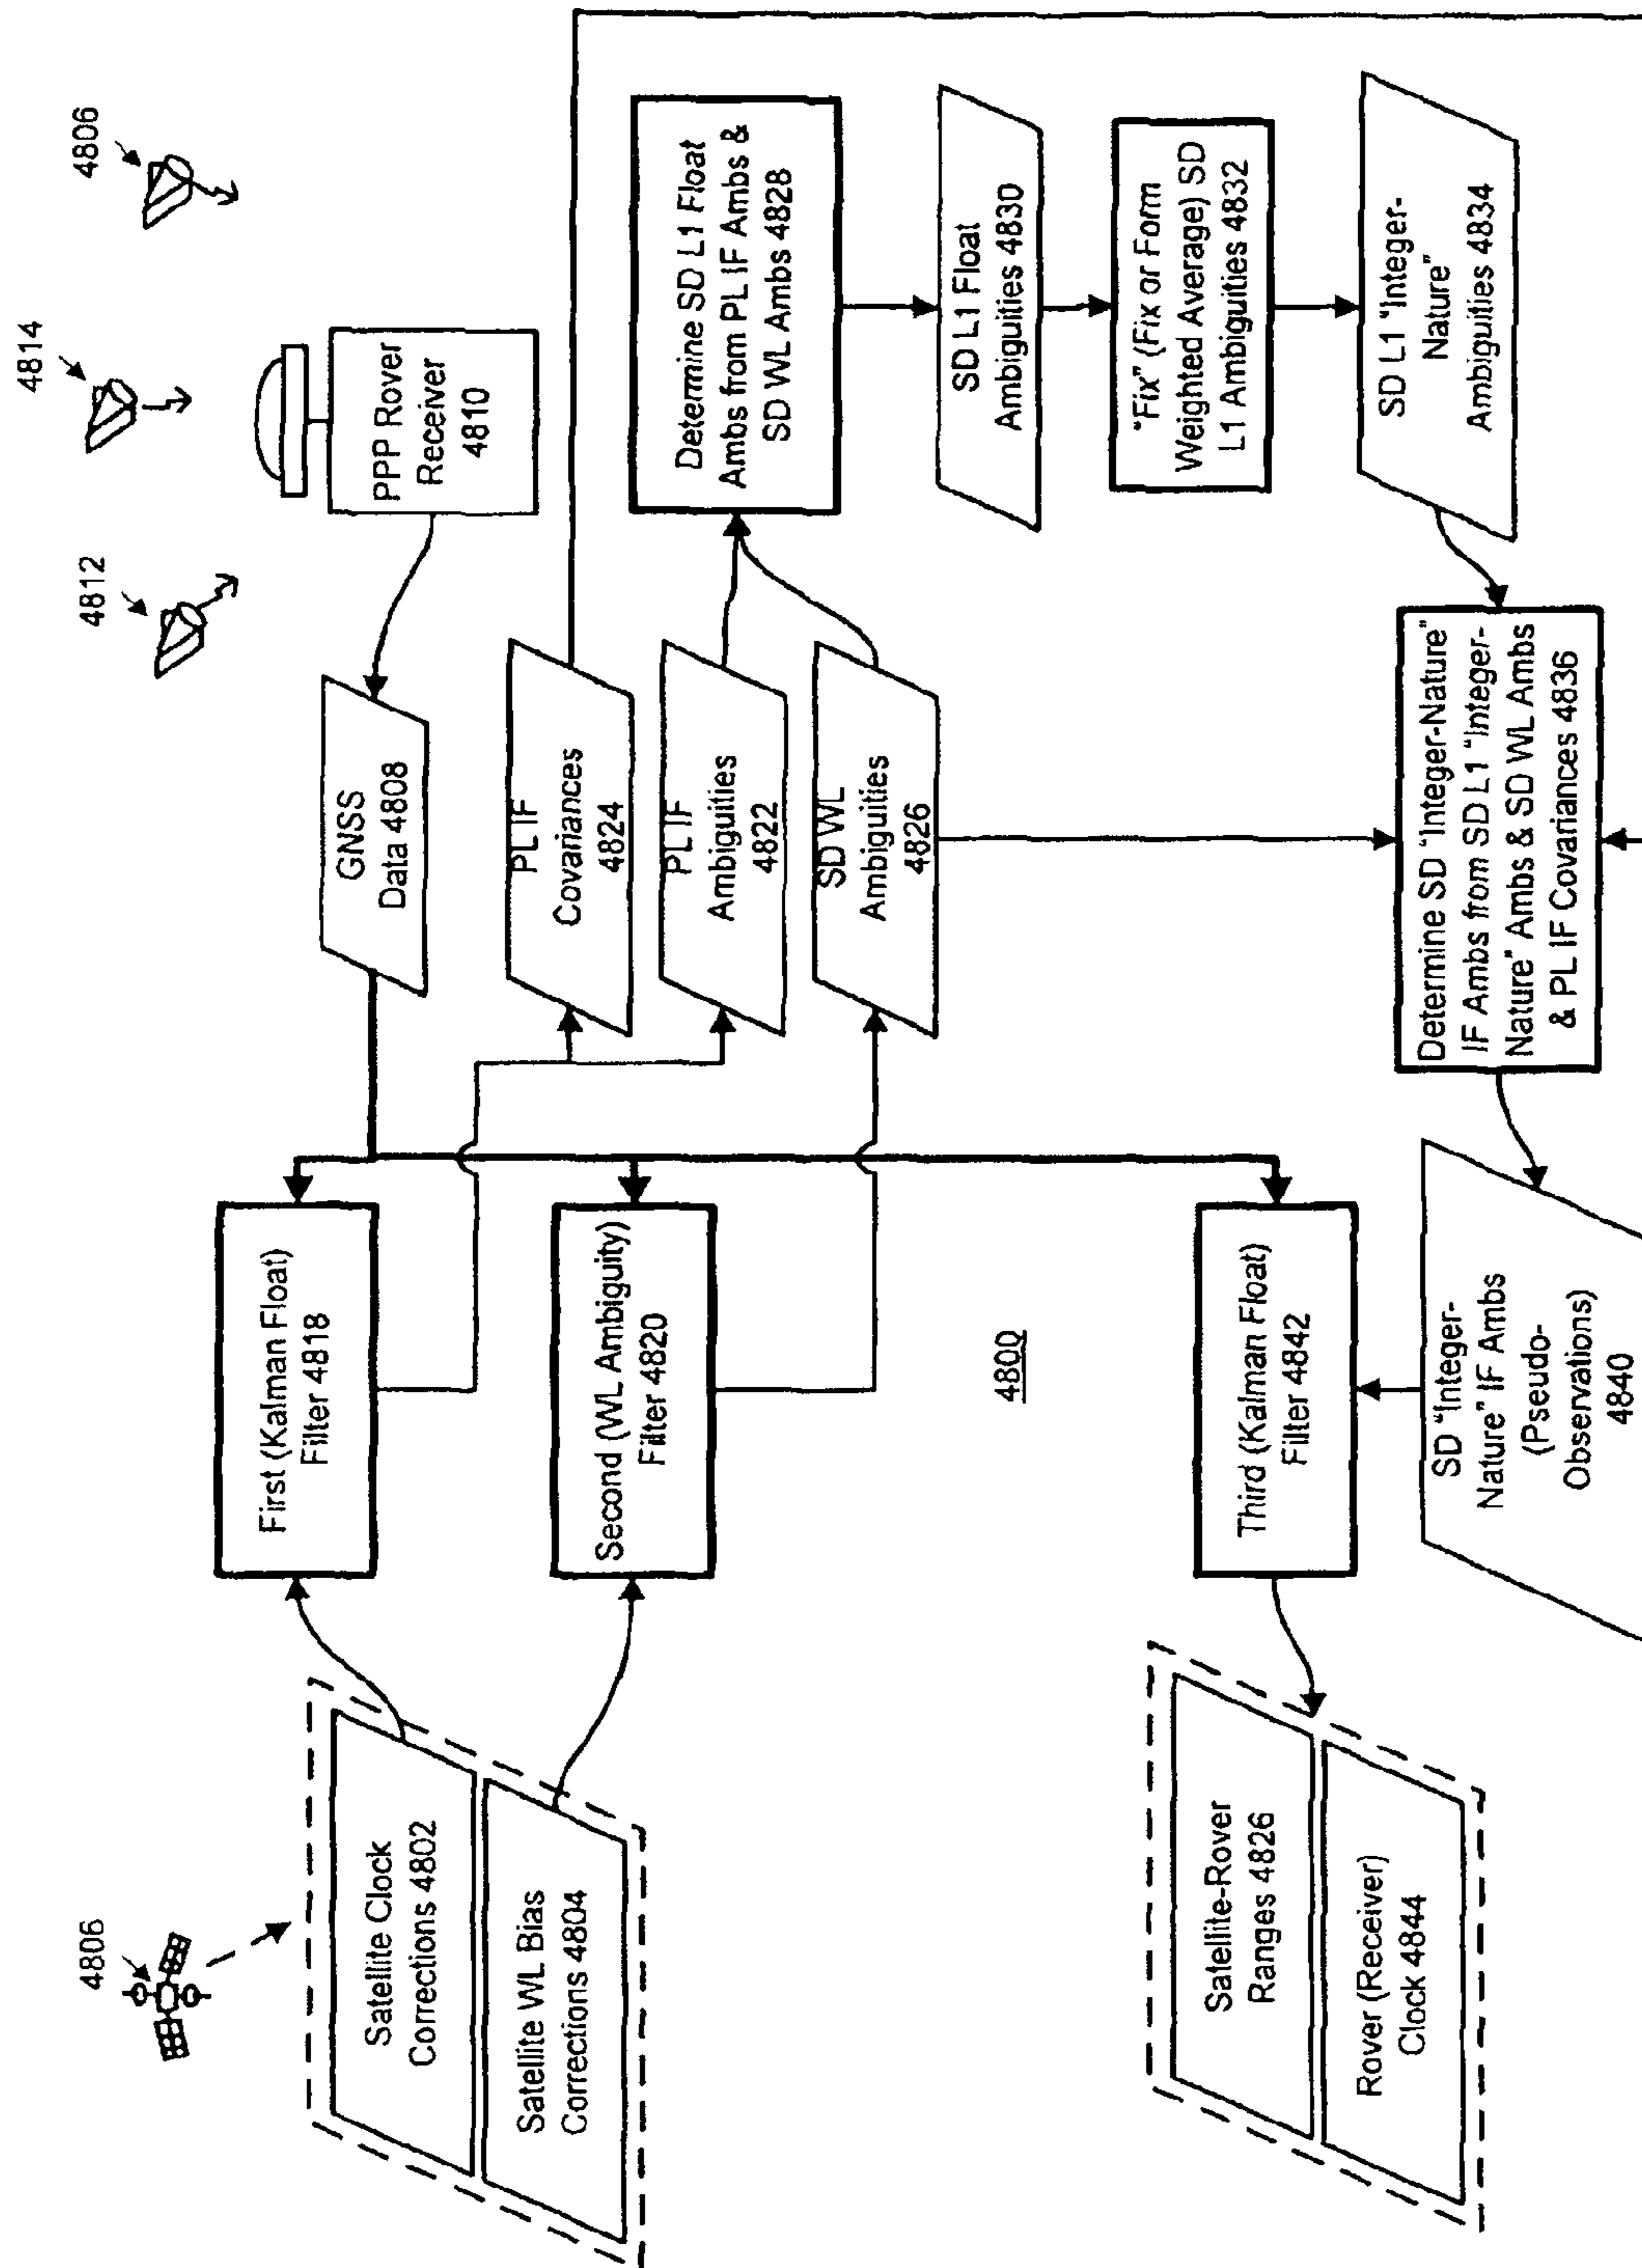 4806
Satellite Clock
Corrections 4802
Satellite WL Bias
Corrections 4804
First (Kalman Float)
Filter 4818
Second (WL Ambiguity)
Filter 4820
4812
4814
4806
GNSS
Data 4808
PPP Rover
Receiver
4810
PL IF
Covariances
4824
PL IF
Ambiguities
4822
SD WL
Ambiguities
4826
Determine SD L1 Float
Ambs from PL IF Ambs &
SD WL Ambs 4828
SD L1 Float
Ambiguities 4830
"Fix" (Fix or Form
Weighted Average) SD
L1 Ambiguities 4832
SD L1 "Integer-
Nature"
Ambiguities 4834
4800
Satellite-Rover
Ranges 4826
Rover (Receiver)
Clock 4844
Third (Kalman Float)
Filter 4842
SD "Integer-
Nature" IF Ambs
(Pseudo-
Observations)
4840
Determine SD "Integer-Nature"
IF Ambs from SD L1 "Integer-
Nature" Ambs & SD WL Ambs
& PL IF Covariances 4836